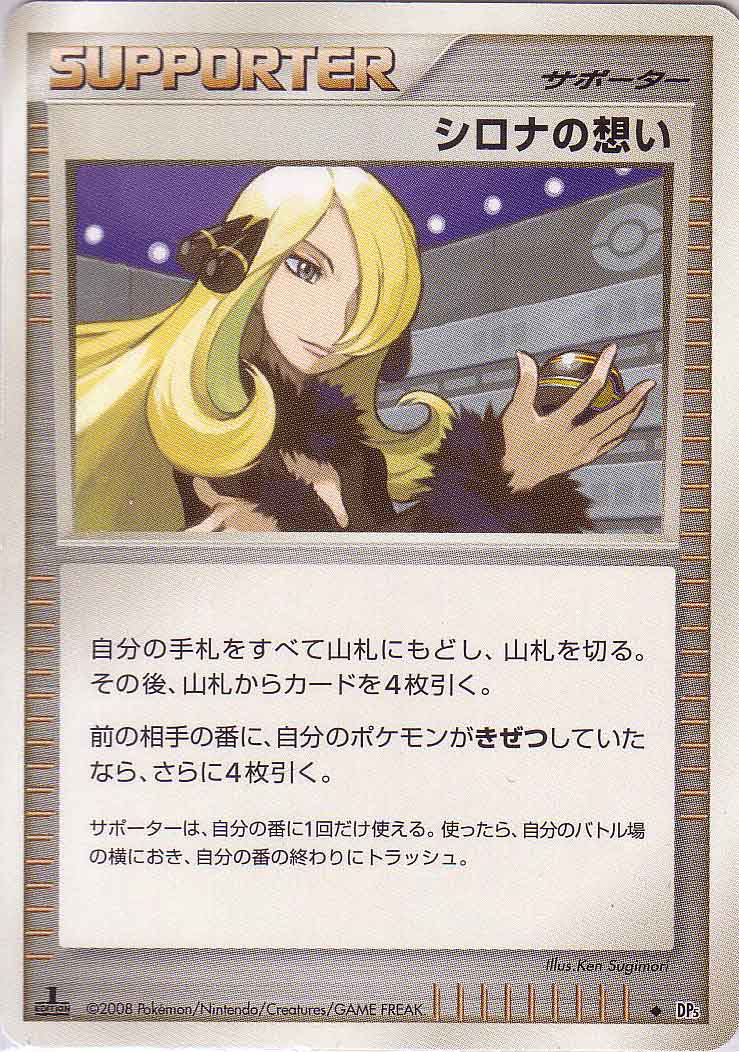 SUPPORTER
サポーター
シロナの想い
自分の手札をすべて山札にもどし、山札を切る。
その後、山札からカードを4枚引く。
前の相手の番に、自分のポケモンがきぜつしていた
なら、さらに4枚引く。
サポーターは、自分の番に1回だけ使える。使ったら、自分のバトル場
の横におき、自分の番の終わりにトラッシュ。
Illus.Ken Sugimori
1
EDITION
©2008 Pokémon/Nintendo/Creatures/GAME FREAK.
◆ DP5